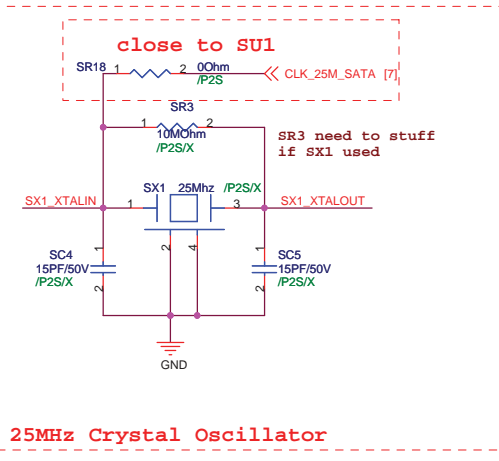 close to SU1
SR18 1 2 0Ohm
/P2S
CLK_25M_SATA [7]
SR3
1 2
10MOhm
/P2S/X
SR3 need to stuff
if SX1 used
SX1 25Mhz /P2S/X
SX1_XTALIN 1 3 SX1_XTALOUT
2 4
SC4 1
15PF/50V
/P2S/X 2
1 SC5
15PF/50V
2 /P2S/X
GND
25MHz Crystal Oscillator